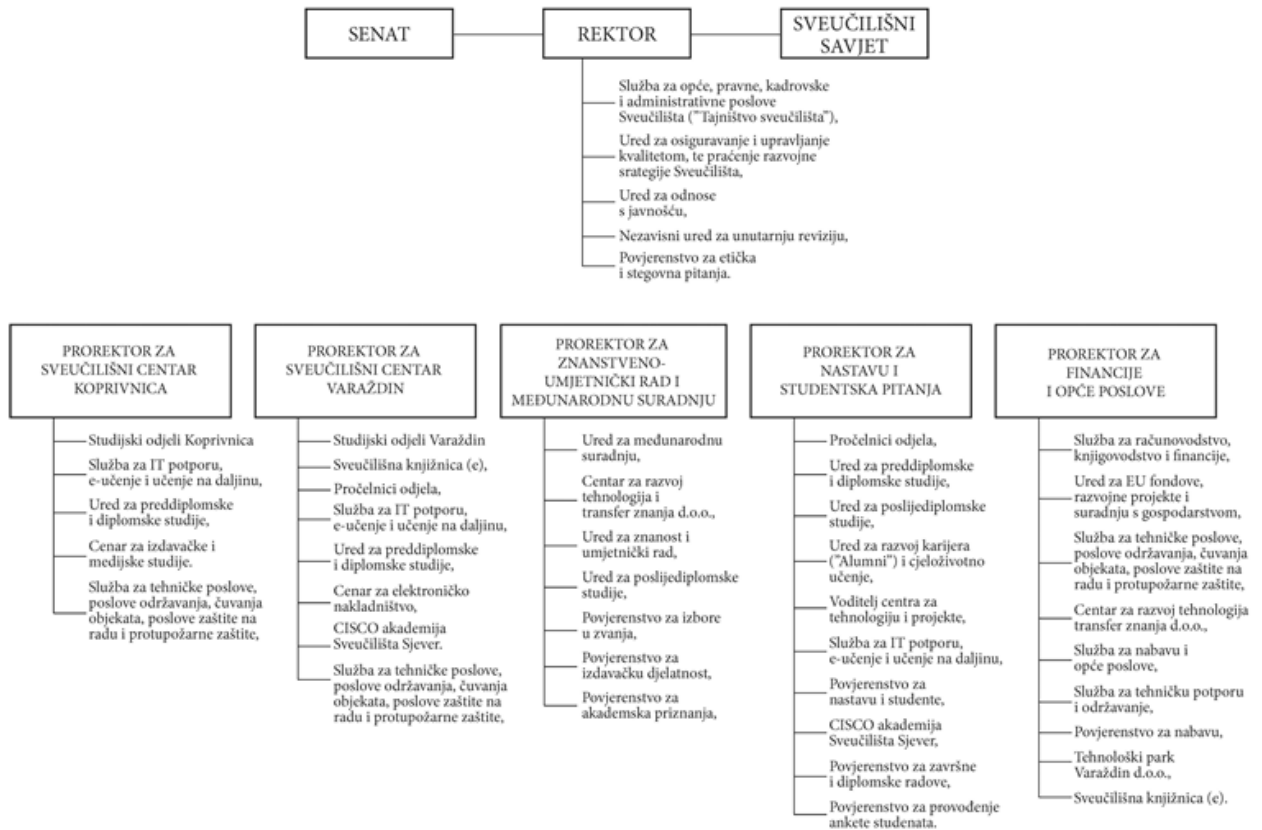 SENAT
REKTOR
SVEUČILIŠNI
SAVJET
Služba za opće, pravne, kadrovske
i administrativne poslove
Sveučilišta ("Tajništvo sveučilišta"),
Ured za osiguravanje i upravljanje
kvalitetom, te praćenje razvojne
srategije Sveučilišta,
Ured za odnose
s javnošću,
Nezavisni ured za unutarnju reviziju,
Povjerenstvo za etička
i stegovna pitanja.
PROREKTOR ZA
SVEUČILIŠNI CENTAR
KOPRIVNICA
Studijski odjeli Koprivnica
Služba za IT potporu,
e-učenje i učenje na daljinu,
Ured za preddiplomske
i diplomske studije,
Cenar za izdavačke i
medijske studije.
Služba za tehničke poslove,
poslove održavanja, čuvanja
objekata, poslove zaštite na
radu i protupožarne zaštite,
PROREKTOR ZA
SVEUČILIŠNI CENTAR
VARAŽDIN
Studijski odjeli Varaždin
Sveučilišna knjižnica (e),
Pročelnici odjela,
Služba za IT potporu,
e-učenje i učenje na daljinu,
Ured za preddiplomske
i diplomske studije,
Cenar za elektroničko
nakladništvo,
CISCO akademija
Sveučilišta Sjever.
Služba za tehničke poslove,
poslove održavanja, čuvanja
objekata, poslove zaštite na
radu i protupožarne zaštite,
PROREKTOR ZA
ZNANSTVENO-
UMJETNIČKI RAD I
MEĐUNARODNU SURADNJU
Ured za međunarodnu
suradnju,
Centar za razvoj
tehnologija i
transfer znanja d.o.o.,
Ured za znanost i
umjetnički rad,
Ured za poslijediplomske
studije,
Povjerenstvo za izbore
u zvanja,
Povjerenstvo za
izdavačku djelatnost,
Povjerenstvo za
akademska priznanja,
PROREKTOR ZA
NASTAVU I
STUDENTSKA PITANJA
Pročelnici odjela,
Ured za preddiplomske
i diplomske studije,
Ured za poslijediplomske
studije,
Ured za razvoj karijera
("Alumni") i cjeloživotno
učenje,
Voditelj centra za
tehnologiju i projekte,
Služba za IT potporu,
e-učenje i učenje na daljinu,
Povjerenstvo za
nastavu i studente,
CISCO akademija
Sveučilišta Sjever,
Povjerenstvo za završne
i diplomske radove,
Povjerenstvo za provođenje
ankete studenata.
PROREKTOR ZA
FINANCIJE
I OPĆE POSLOVE
Služba za računovodstvo,
knjigovodstvo i financije,
Ured za EU fondove,
razvojne projekte i
suradnju s gospodarstvom,
Služba za tehničke poslove,
poslove održavanja, čuvanja
objekata, poslove zaštite na
radu i protupožarne zaštite,
Centar za razvoj tehnologija
transfer znanja d.o.o.,
Služba za nabavu i
opće poslove,
Služba za tehničku potporu
i održavanje,
Povjerenstvo za nabavu,
Tehnološki park
Varaždin d.o.o.,
Sveučilišna knjižnica (e).